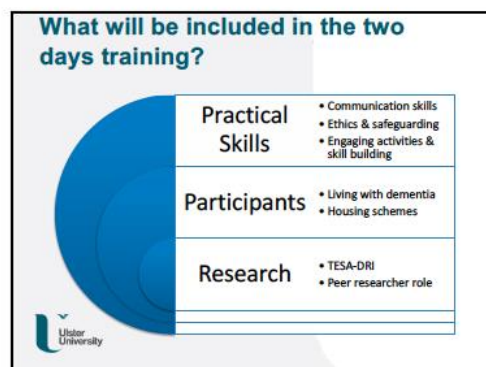 What will be included in the two
days training?
Practical
Skills
• Communication skills
• Ethics & safeguarding
• Engaging activities &
skill building
Participants
• Living with dementia
• Housing schemes
Research
• TESA-DRI
• Peer researcher role
Ulster
University